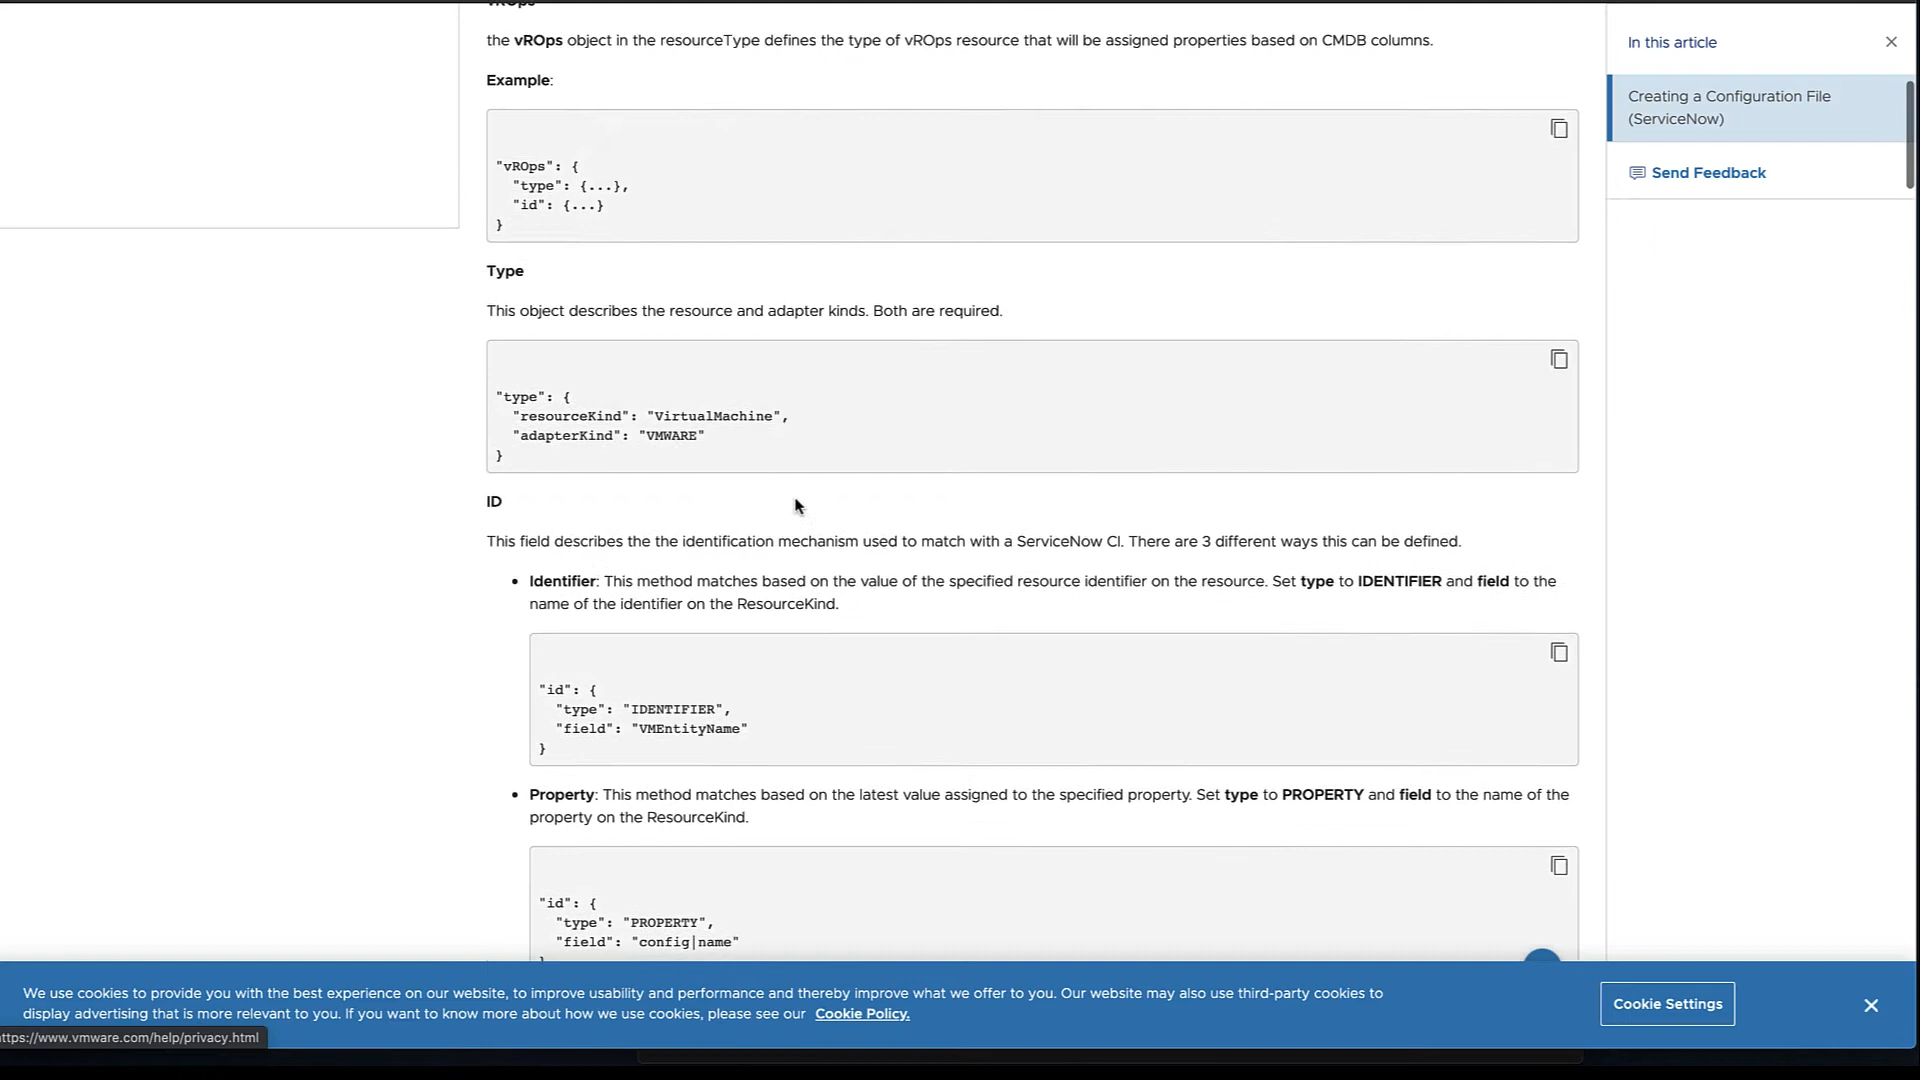 vROps
the vROps object in the resourceType defines the type of vROps resource that will be assigned properties based on CMDB columns.
Example:
"vROps": {
"type": {...},
"id": {...}
}
Type
This object describes the resource and adapter kinds. Both are required.
"type": {
"resourceKind": "VirtualMachine",
"adapterKind": "VMWARE"
}
ID
This field describes the the identification mechanism used to match with a ServiceNow CI. There are 3 different ways this can be defined.
• Identifier: This method matches based on the value of the specified resource identifier on the resource. Set type to IDENTIFIER and field to the
name of the identifier on the ResourceKind.
"id": {
"type": "IDENTIFIER",
"field": "VMEntityName"
}
• Property: This method matches based on the latest value assigned to the specified property. Set type to PROPERTY and field to the name of the
property on the ResourceKind.
"id": {
"type": "PROPERTY",
"field": "config|name"
}
In this article
Creating a Configuration File
(ServiceNow)
Send Feedback
We use cookies to provide you with the best experience on our website, to improve usability and performance and thereby improve what we offer to you. Our website may also use third-party cookies to
display advertising that is more relevant to you. If you want to know more about how we use cookies, please see our Cookie Policy.
Cookie Settings
ttps://www.vmware.com/help/privacy.html